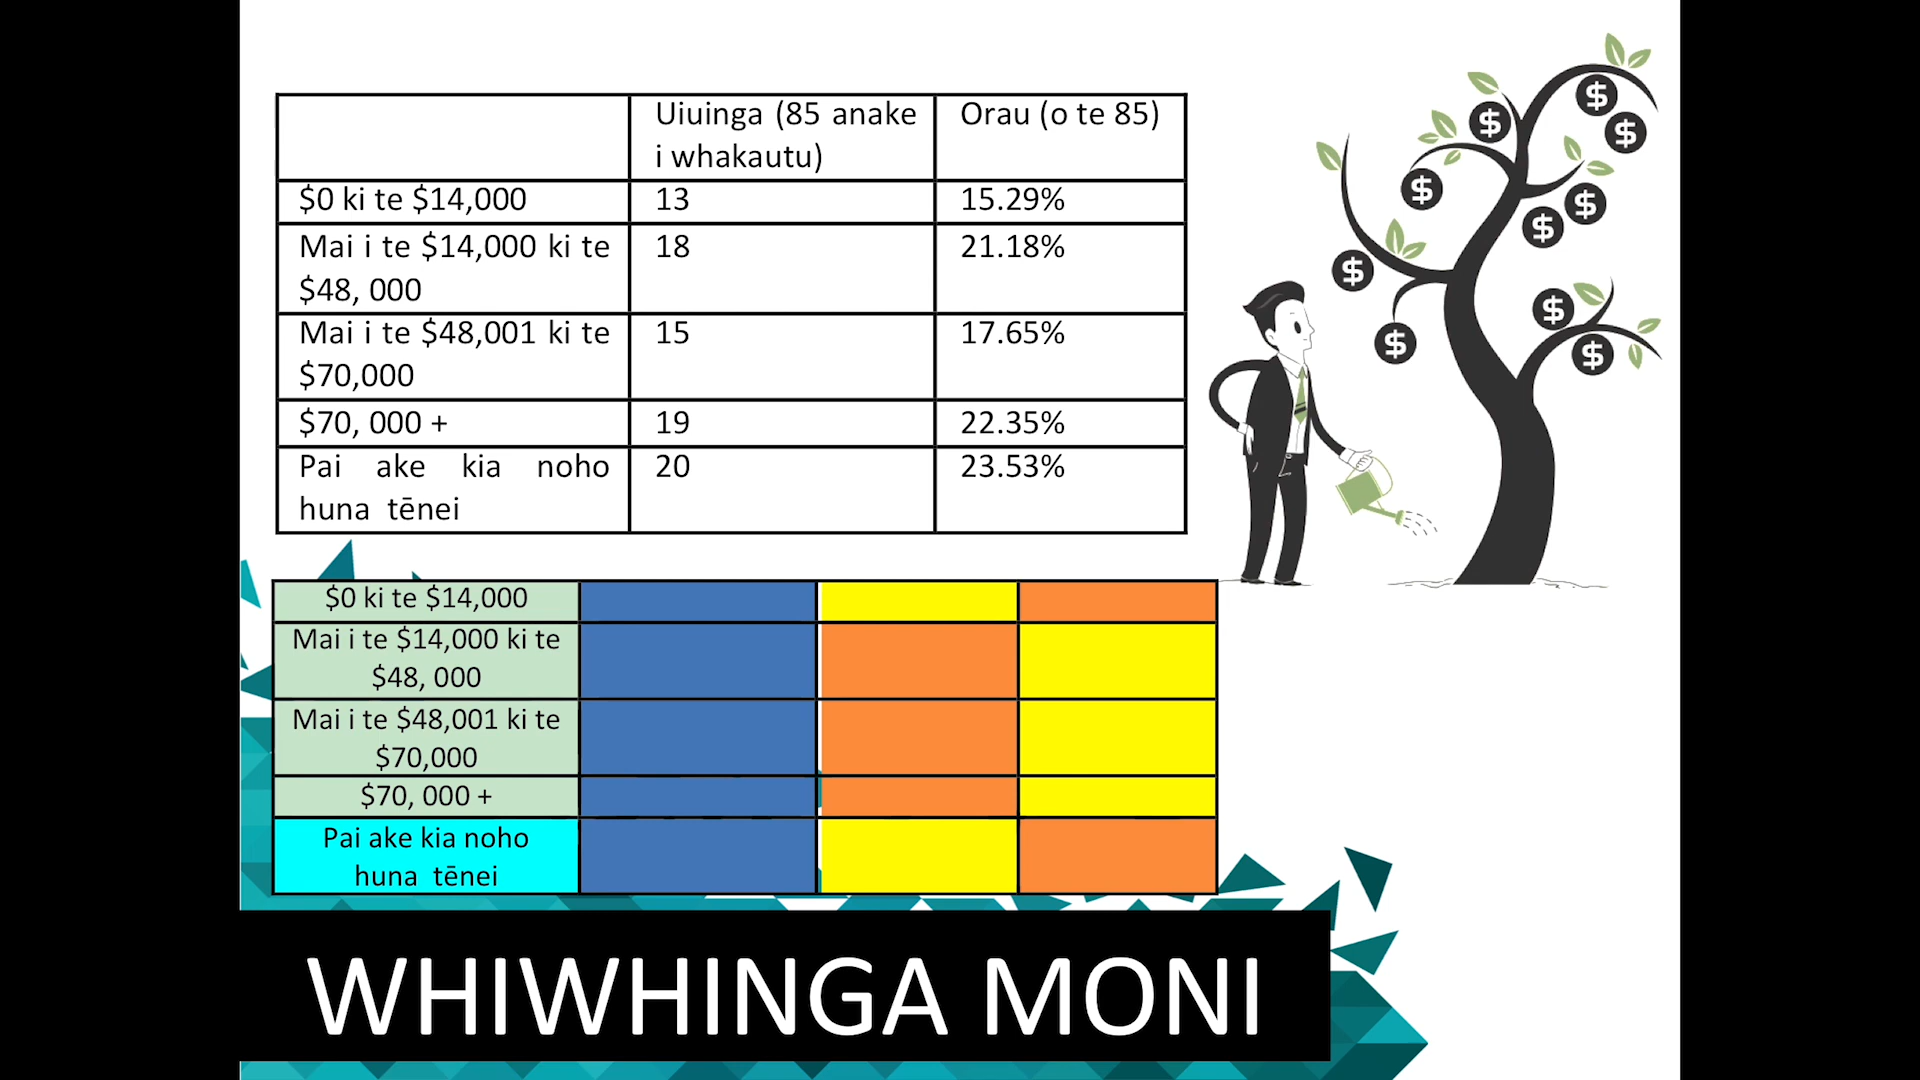 Uiuinga (85 anake
i whakautu)
Orau (o te 85)
$0 ki te $14,000
13
15.29%
Mai i te $14,000 ki te
$48, 000
18
21.18%
Mai i te $48,001 ki te
$70,000
15
17.65%
$70, 000 +
19
22.35%
Pai ake kia noho
huna tēnei
20
23.53%
$0 ki te $14,000
Mai i te $14,000 ki te
$48, 000
Mai i te $48,001 ki te
$70,000
$70, 000 +
Pai ake kia noho
huna tēnei
WHIWHINGA MONI
$
$
$
$
$
$
$
$
$
$